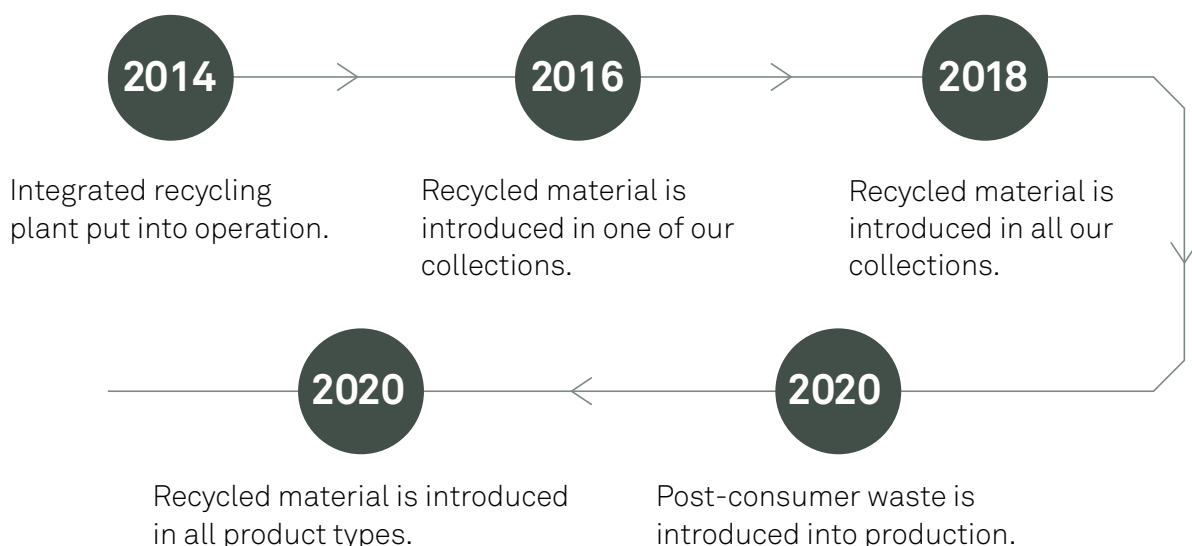 2014
Integrated recycling
plant put into operation.
2016
Recycled material is
introduced in one of our
collections.
2018
Recycled material is
introduced in all our
collections.
2020
Post-consumer waste is
introduced into production.
2020
Recycled material is introduced
in all product types.